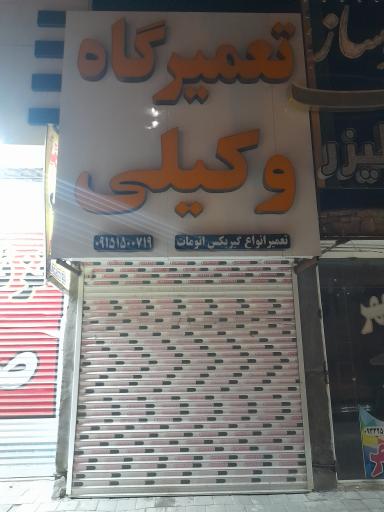 تعمیرگاه
وکیلی
تعمیر انواع گیربکس اتومات
۰۹۱۵۱۵۰۰۷۱۹